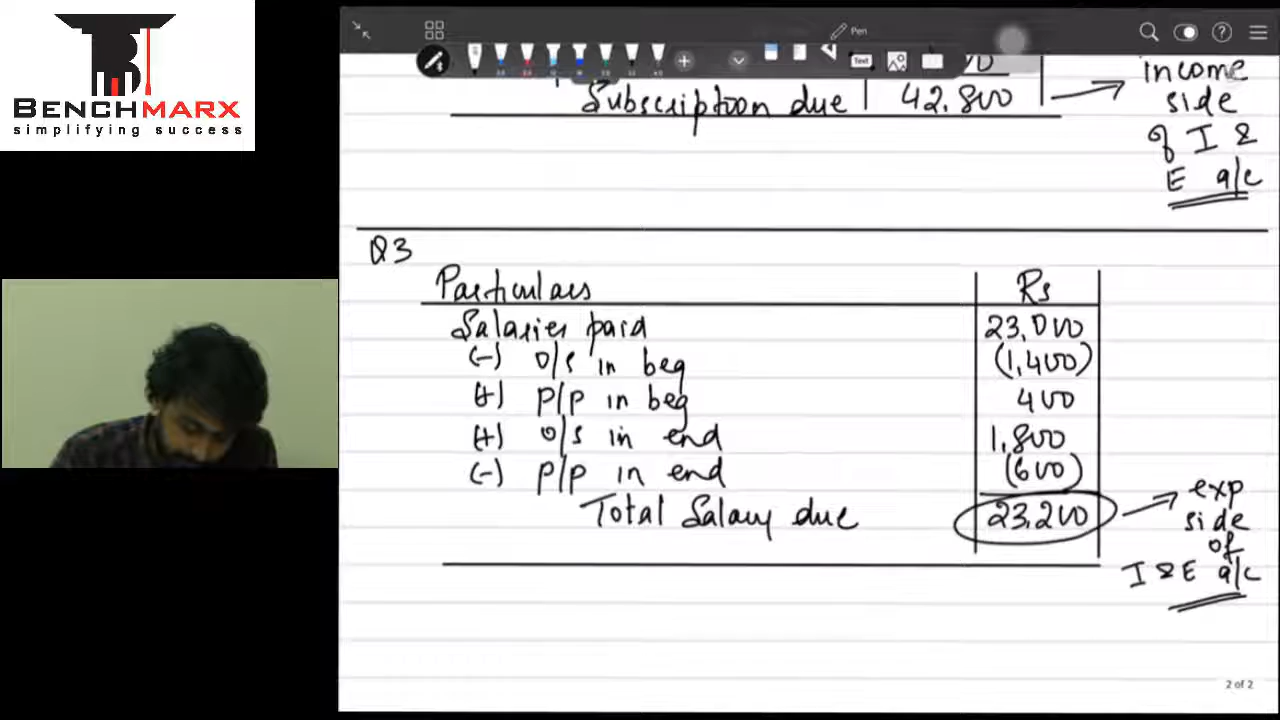 BENCHMARX
simplifying success
Pen
Text
Subscription due 42,800
income
side
of I &
E a/c
Q3
Particulars Rs
Salaries paid 23,000
(-) o/s in beg (1,400)
(+) p/p in beg 400
(+) o/s in end 1,800
(-) p/p in end (600)
Total Salary due 23,200
exp
side
of
I & E a/c
2 of 2